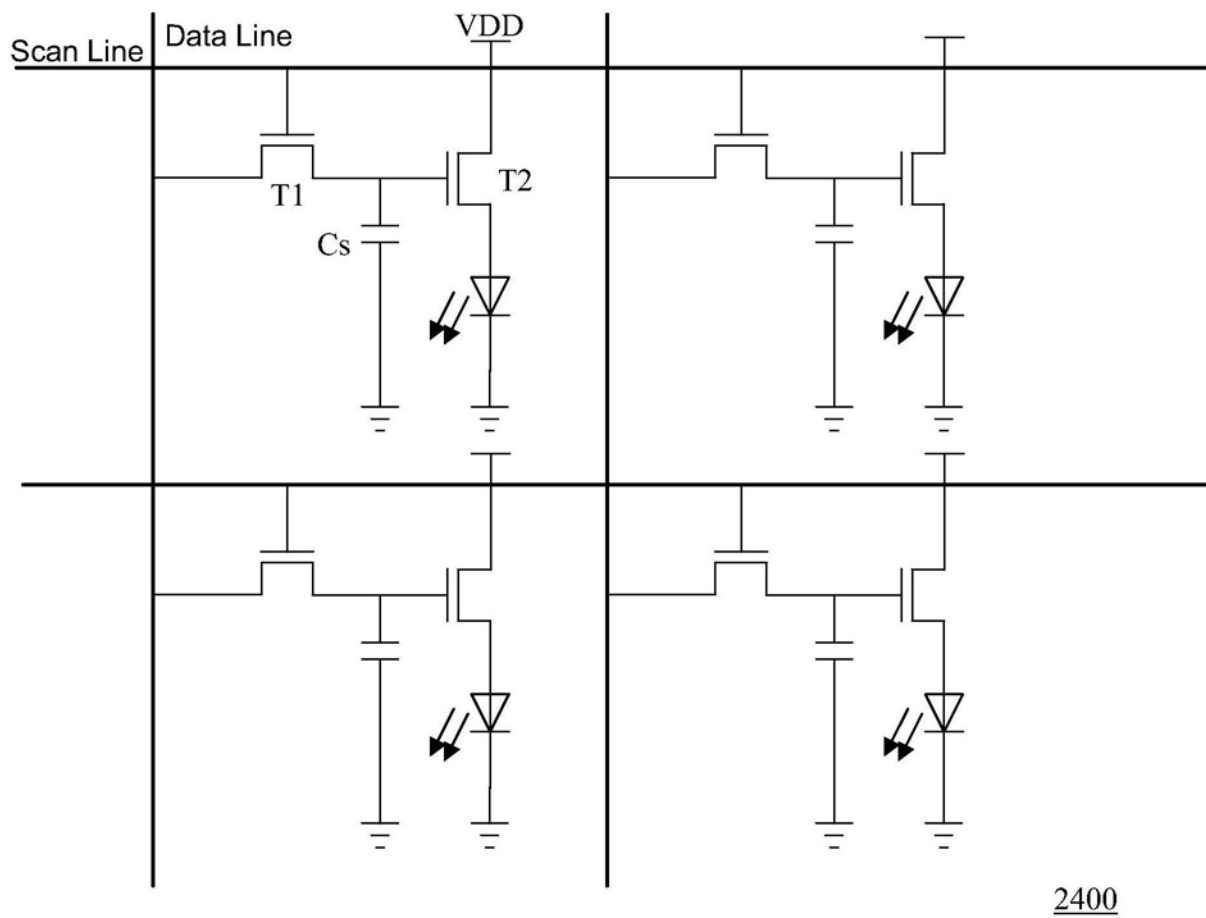 Scan Line
Data Line
VDD
T1
T2
Cs
2400